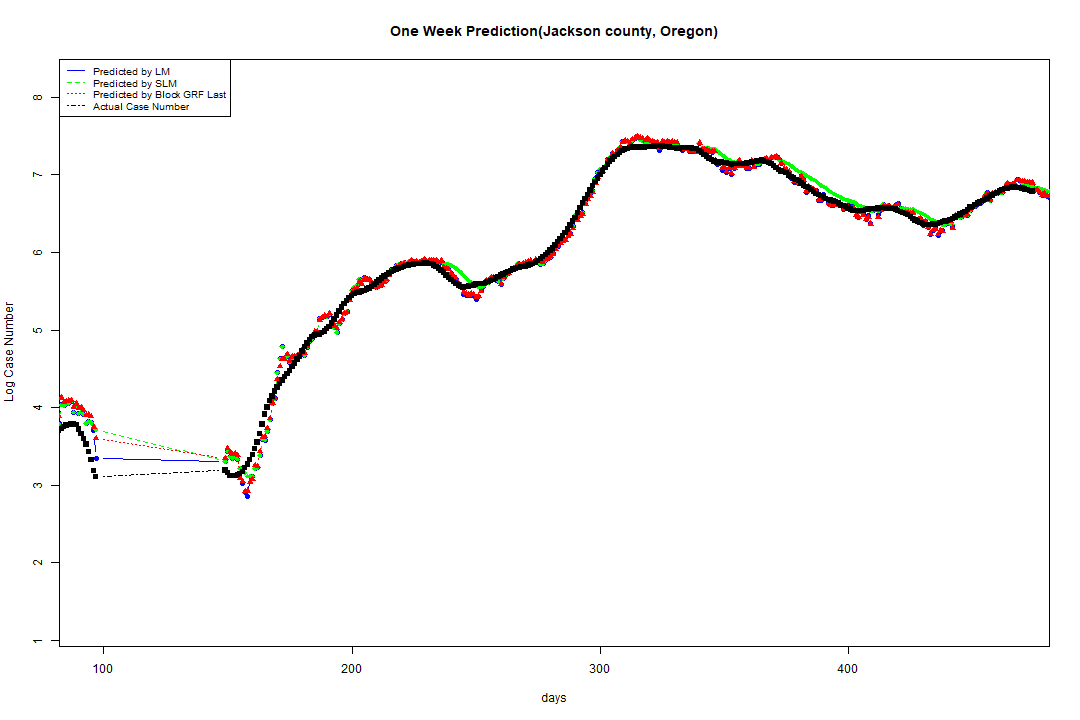 One Week Prediction(Jackson county, Oregon)
Predicted by LM
Predicted by SLM
Predicted by Block GRF Last
Actual Case Number
8
7
6
5
4
3
2
1
Log Case Number
100 200 300 400
days